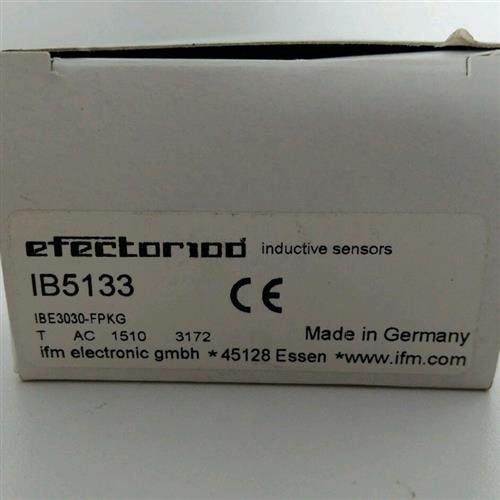 efector100 inductive sensors
IB5133 CE
IBE3030-FPKG
T AC 1510 3172 Made in Germany
ifm electronic gmbh * 45128 Essen *www.ifm.com